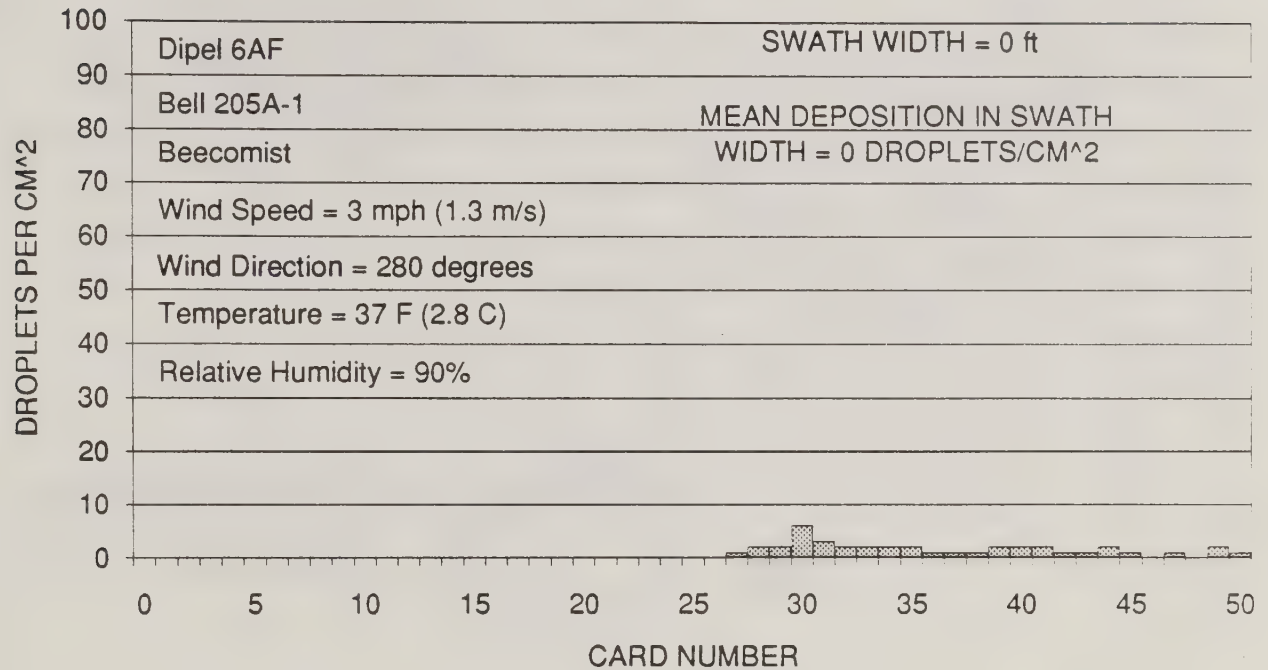 100
90
80
70
60
50
40
30
20
10
0
DROPLETS PER CM^2
Dipel 6AF
Bell 205A-1
Beecomist
Wind Speed = 3 mph (1.3 m/s)
Wind Direction = 280 degrees
Temperature = 37 F (2.8 C)
Relative Humidity = 90%
SWATH WIDTH = 0 ft
MEAN DEPOSITION IN SWATH
WIDTH = 0 DROPLETS/CM^2
0 5 10 15 20 25 30 35 40 45 50
CARD NUMBER